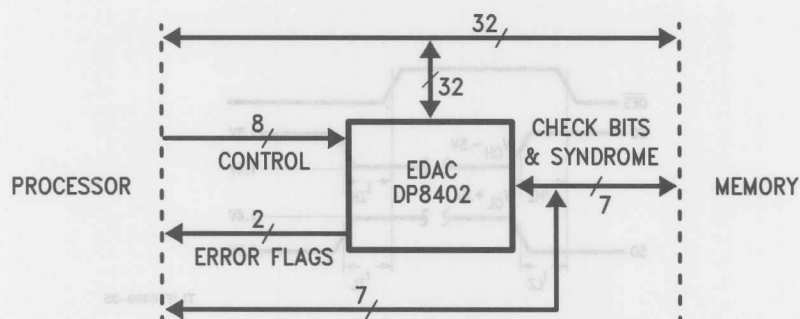 32
32
8
CONTROL
EDAC
DP8402
CHECK BITS
& SYNDROME
7
PROCESSOR
MEMORY
2
ERROR FLAGS
7